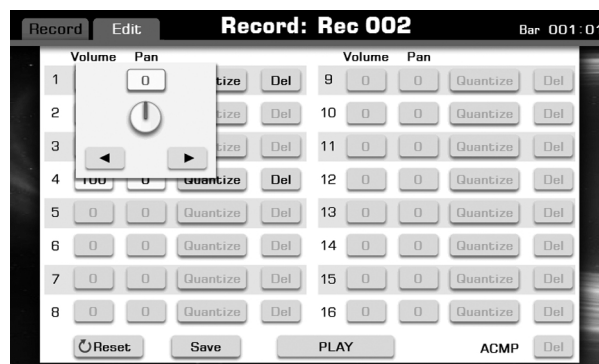 Record Edit Record: Rec 002 Bar 001:01
Volume Pan Volume Pan
1 0 Del 9 0 0 Quantize Del
2 Del 10 0 0 Quantize Del
3 Del 11 0 0 Quantize Del
4 100 0 Quantize Del 12 0 0 Quantize Del
5 0 0 Quantize Del 13 0 0 Quantize Del
6 0 0 Quantize Del 14 0 0 Quantize Del
7 0 0 Quantize Del 15 0 0 Quantize Del
8 0 0 Quantize Del 16 0 0 Quantize Del
Reset Save PLAY ACMP Del